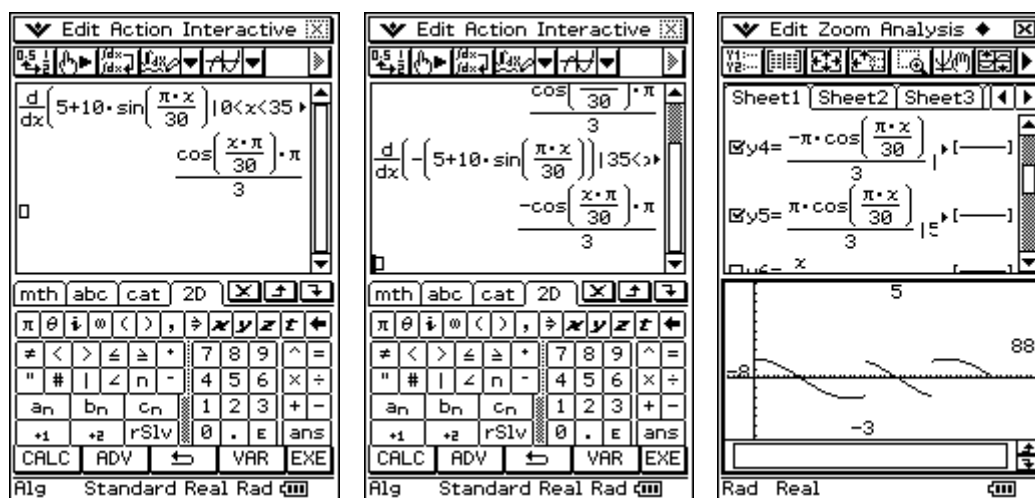 Edit Action Interactive
d/dx(5+10·sin(π·x/30)|0<x<35
cos(x·π/30)·π
3
mth abc cat 2D
π θ i ∞ ( ) , ⇒ x y z t
≠ < > ≤ ≥ 7 8 9 ^ =
" # | ∠ n 4 5 6 × ÷
an bn cn 1 2 3 + −
+1 +2 rSlv 0 . E ans
CALC ADV VAR EXE
Alg Standard Real Rad
Edit Action Interactive
cos(30)·π
3
d/dx(-(5+10·sin(π·x/30))|35<
-cos(x·π/30)·π
3
mth abc cat 2D
π θ i ∞ ( ) , ⇒ x y z t
≠ < > ≤ ≥ 7 8 9 ^ =
" # | ∠ n 4 5 6 × ÷
an bn cn 1 2 3 + −
+1 +2 rSlv 0 . E ans
CALC ADV VAR EXE
Alg Standard Real Rad
Edit Zoom Analysis
Sheet1 Sheet2 Sheet3
y4= -π·cos(π·x/30)
3
y5= π·cos(π·x/30)
3
x
5
-8 88
-3
Rad Real